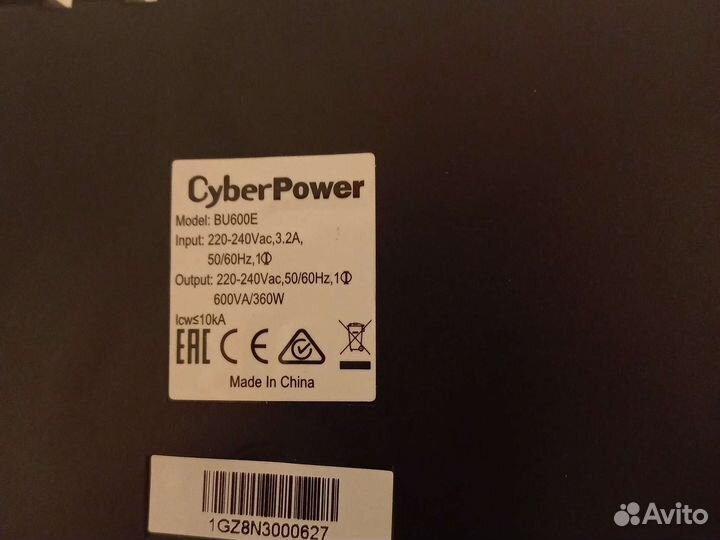 CyberPower
Model: BU600E
Input: 220-240Vac,3.2A,
50/60Hz,1Φ
Output: 220-240Vac,50/60Hz,1Φ
600VA/360W
Icw≤10kA
EAC CE
Made In China
1GZ8N3000627
Avito